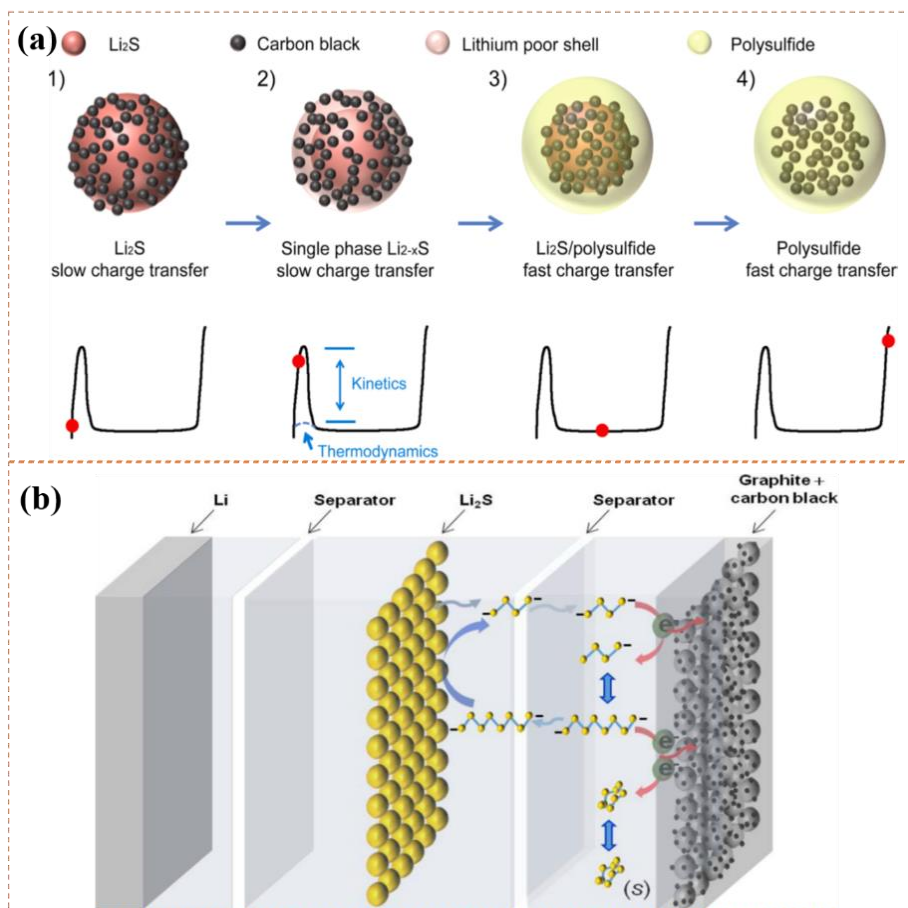 (a)
Li₂S
Carbon black
Lithium poor shell
Polysulfide
1)
2)
3)
4)
Li₂S
slow charge transfer
Single phase Li₂₋ₓS
slow charge transfer
Li₂S/polysulfide
fast charge transfer
Polysulfide
fast charge transfer
Kinetics
Thermodynamics
(b)
Li
Separator
Li₂S
Separator
Graphite +
carbon black
e⁻
e⁻
e⁻
(s)